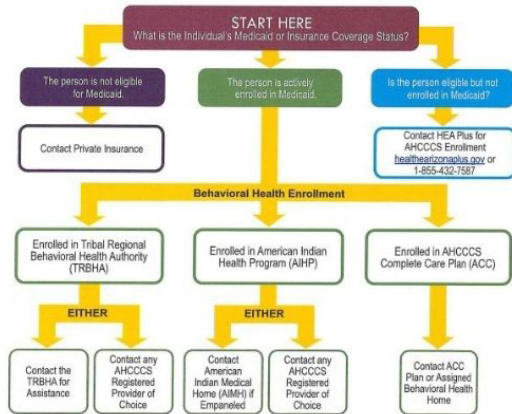 START HERE
What is the Individual's Medicaid or Insurance Coverage Status?
The person is not eligible
for Medicaid.
The person is actively
enrolled in Medicaid.
Is the person eligible but not
enrolled in Medicaid?
Contact Private Insurance
Contact HEA Plus for
AHCCCS Enrollment
healthearizonaplus.gov or
1-855-432-7587
Behavioral Health Enrollment
Enrolled in Tribal Regional
Behavioral Health Authority
(TRBHA)
Enrolled in American Indian
Health Program (AIHP)
Enrolled in AHCCCS
Complete Care Plan (ACC)
EITHER
EITHER
Contact the
TRBHA for
Assistance
Contact any
AHCCCS
Registered
Provider of
Choice
Contact
American
Indian Medical
Home (AIMH) if
Empaneled
Contact any
AHCCCS
Registered
Provider of
Choice
Contact ACC
Plan or Assigned
Behavioral Health
Home